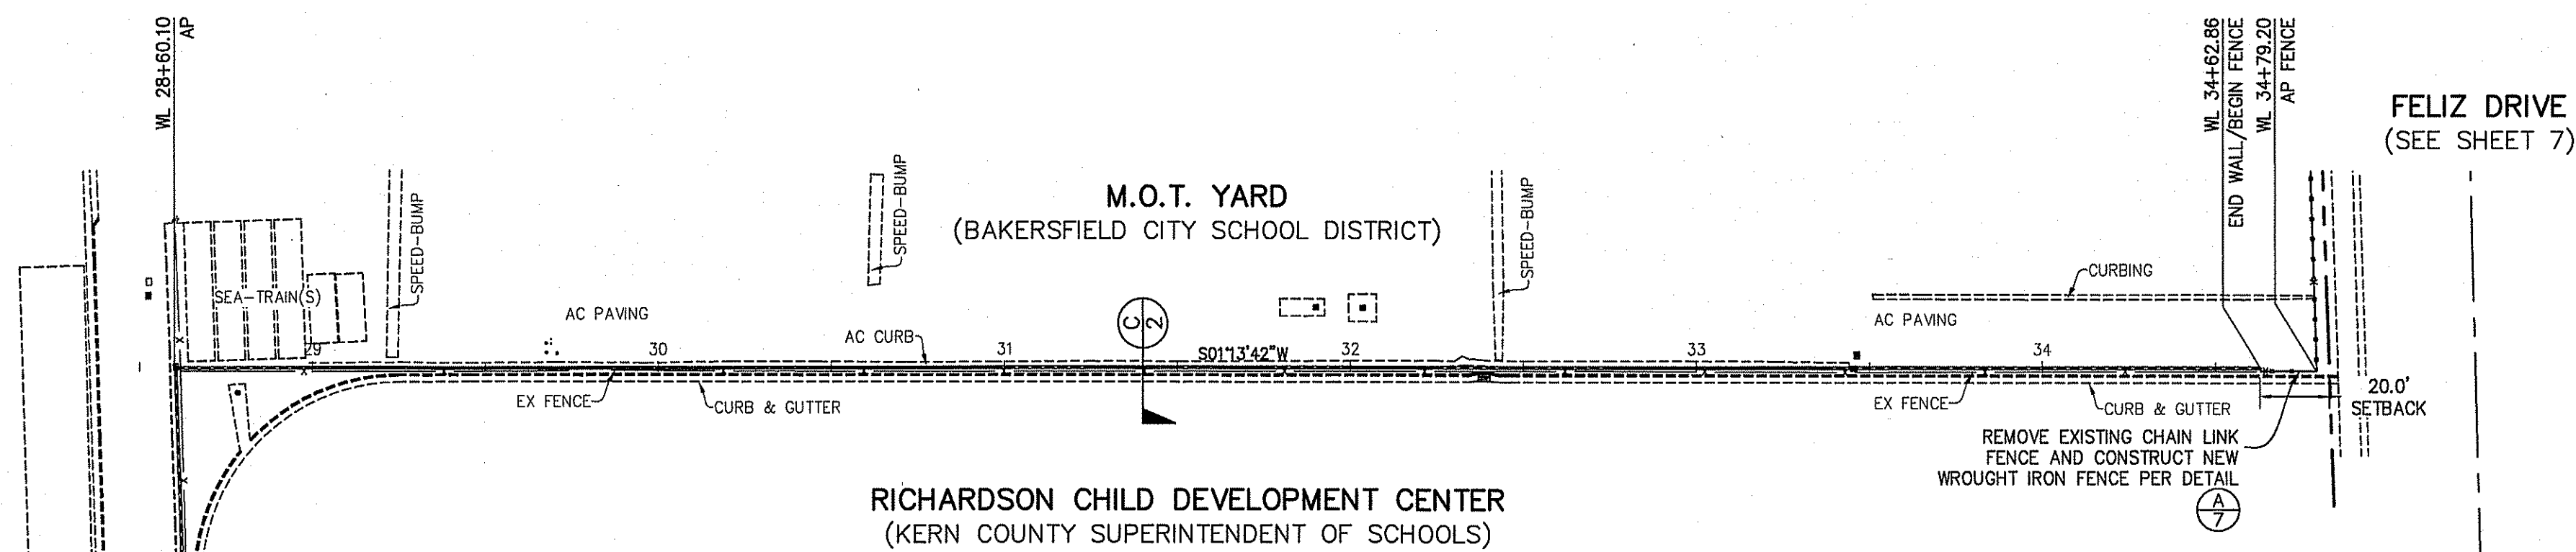 WL 28+60.10
AP
WL 34+62.86
END WALL/BEGIN FENCE
WL 34+79.20
AP FENCE
FELIZ DRIVE
(SEE SHEET 7)
SPEED-BUMP
SPEED-BUMP
M.O.T. YARD
(BAKERSFIELD CITY SCHOOL DISTRICT)
SPEED-BUMP
CURBING
SEA-TRAIN(S)
AC PAVING
AC CURB
C
2
AC PAVING
29
30
31
S01°13'42"W
32
33
34
EX FENCE
CURB & GUTTER
EX FENCE
CURB & GUTTER
20.0'
SETBACK
REMOVE EXISTING CHAIN LINK
FENCE AND CONSTRUCT NEW
WROUGHT IRON FENCE PER DETAIL
A
7
RICHARDSON CHILD DEVELOPMENT CENTER
(KERN COUNTY SUPERINTENDENT OF SCHOOLS)